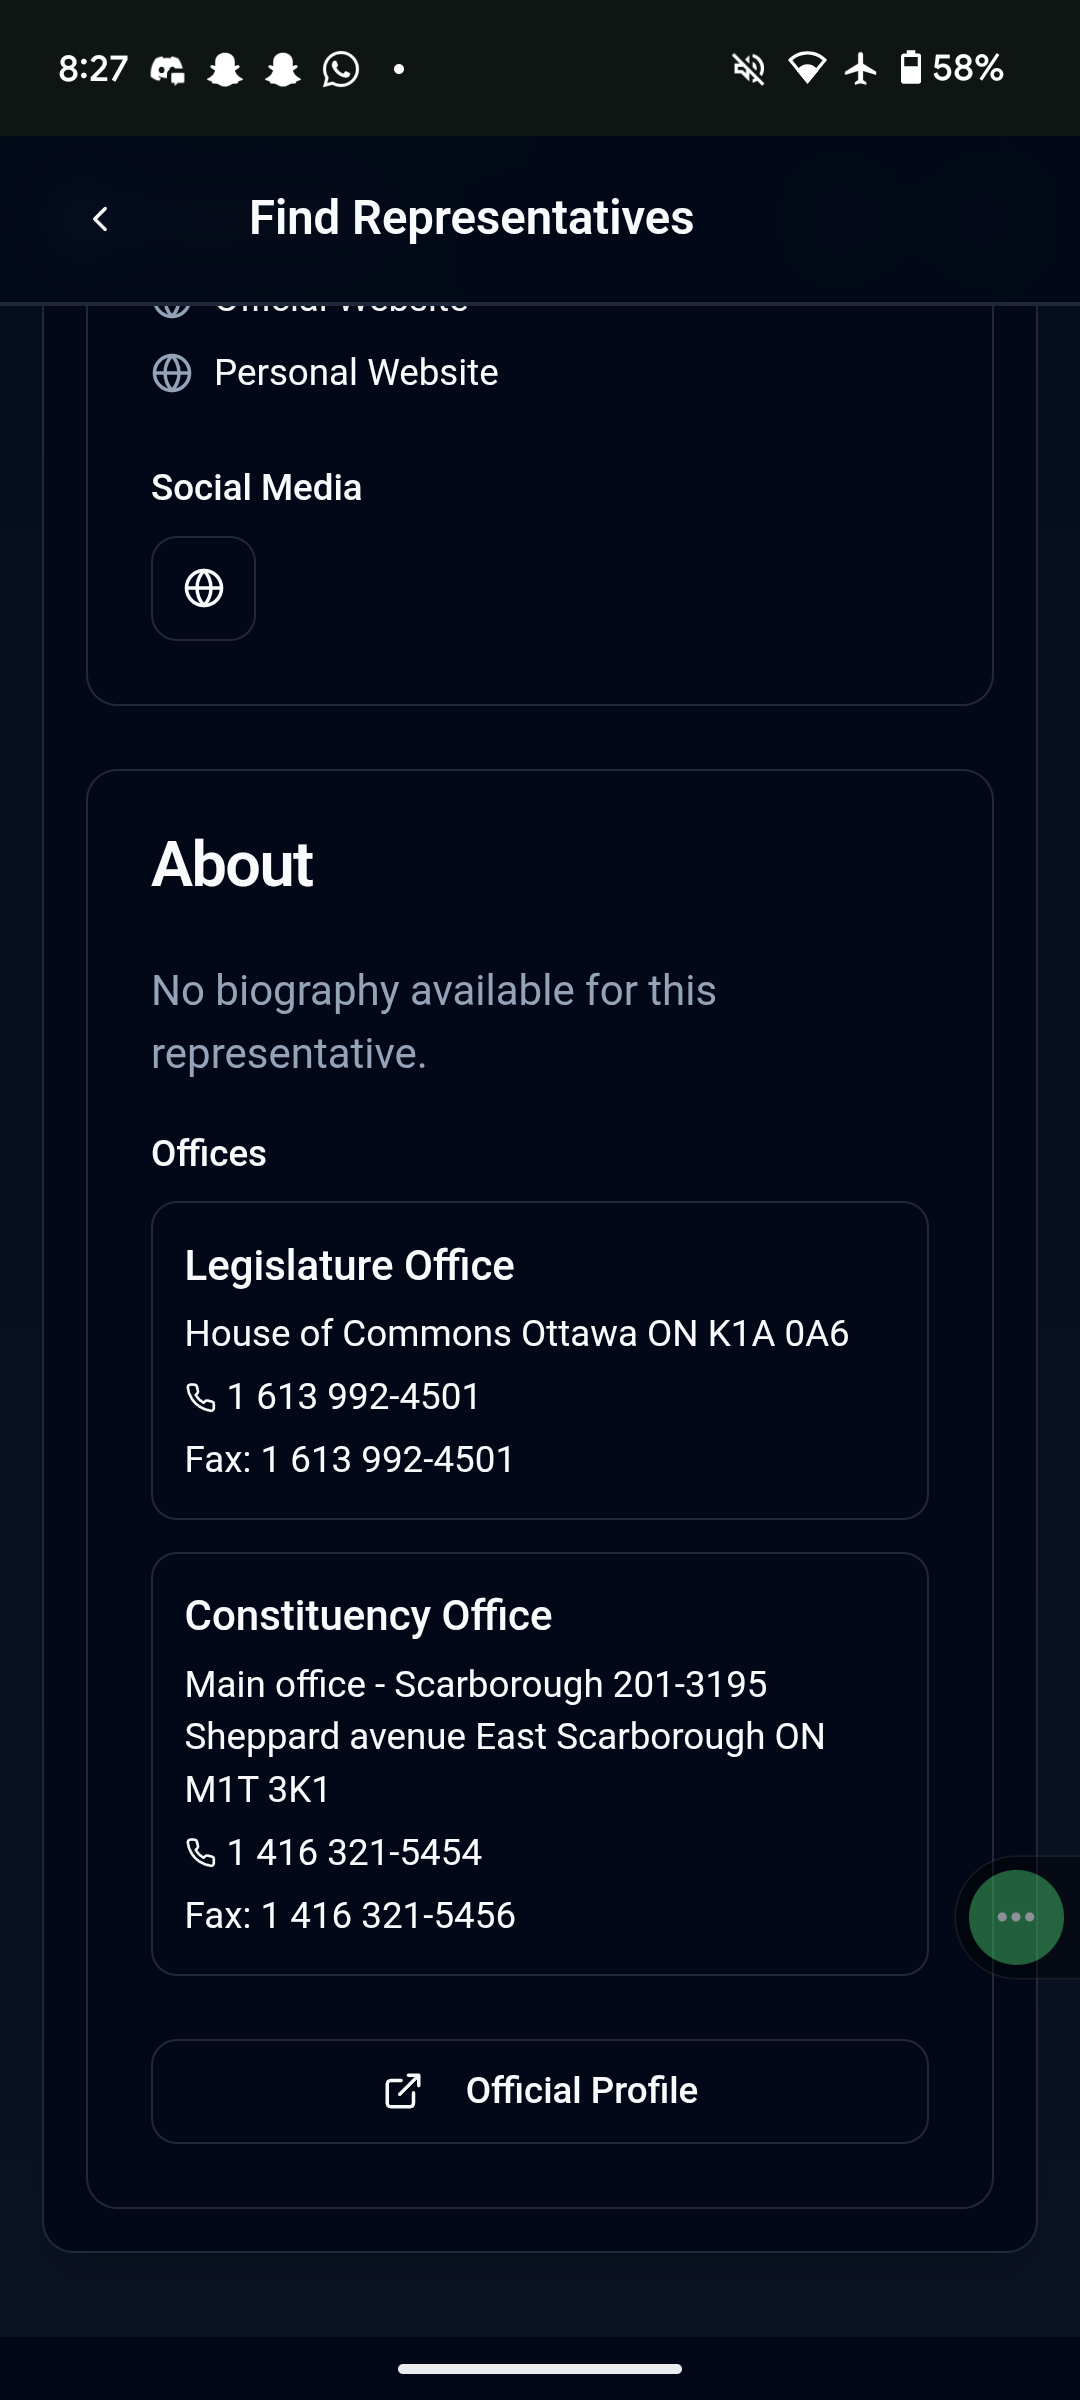 8:27
58%
Find Representatives
Official Website
Personal Website
Social Media
About
No biography available for this
representative.
Offices
Legislature Office
House of Commons Ottawa ON K1A 0A6
1 613 992-4501
Fax: 1 613 992-4501
Constituency Office
Main office - Scarborough 201-3195
Sheppard avenue East Scarborough ON
M1T 3K1
1 416 321-5454
Fax: 1 416 321-5456
Official Profile